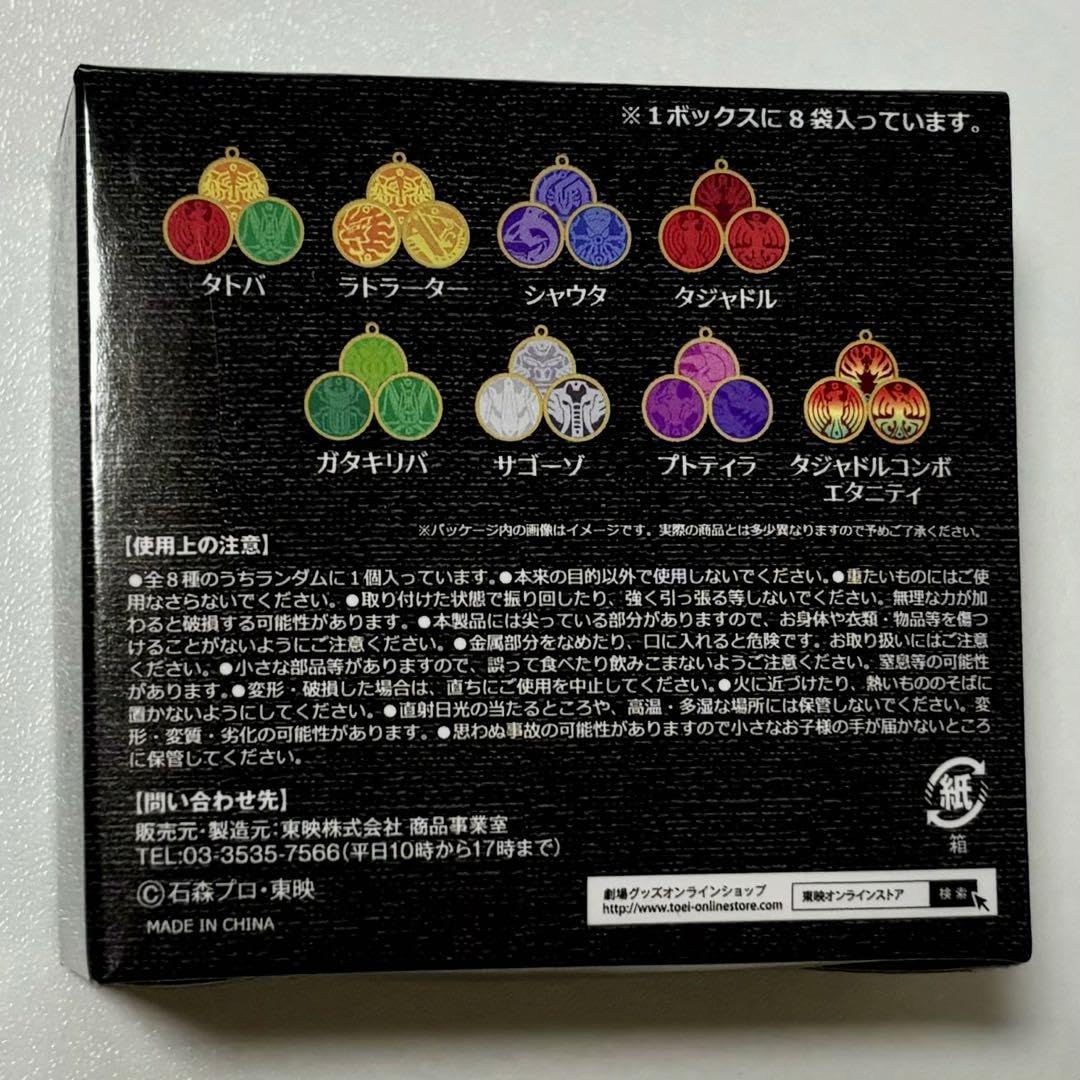 ※1ボックスに8袋入っています。
タトバ
ラトラーター
シャウタ
タジャドル
ガタキリバ
サゴーゾ
プトティラ
タジャドルコンボ
エタニティ
※パッケージ内の画像はイメージです。実際の商品とは多少異なりますので予めご了承ください。
【使用上の注意】
●全8種のうちランダムに1個入っています。●本来の目的以外で使用しないでください。●重たいものにはご使
用なさらないでください。●取り付けた状態で振り回したり、強く引っ張る等しないでください。無理な力が加
わると破損する可能性があります。●本製品には尖っている部分がありますので、お身体や衣類・物品等を傷つ
けることがないようにご注意ください。●金属部分をなめたり、口に入れると危険です。お取り扱いにはご注意
ください。●小さな部品等がありますので、誤って食べたり飲みこまないようご注意ください。窒息等の可能性
があります。●変形・破損した場合は、直ちにご使用を中止してください。●火に近づけたり、熱いもののそばに
置かないようにしてください。●直射日光の当たるところや、高温・多湿な場所には保管しないでください。変
形・変質・劣化の可能性があります。●思わぬ事故の可能性がありますので小さなお子様の手が届かないところ
に保管してください。
【問い合わせ先】
販売元・製造元:東映株式会社 商品事業室
TEL:03-3535-7566(平日10時から17時まで)
©石森プロ・東映
MADE IN CHINA
紙
箱
劇場グッズオンラインショップ
http://www.toei-onlinestore.com
東映オンラインストア
検索